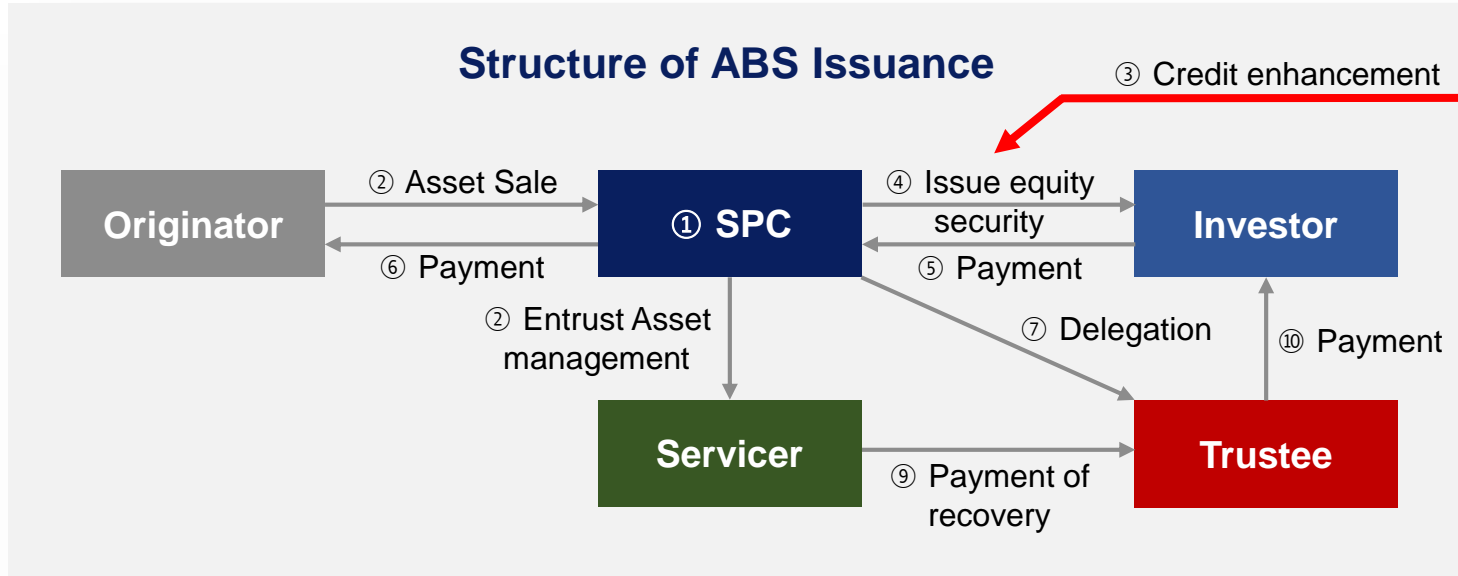 Structure of ABS Issuance
③ Credit enhancement
Originator
② Asset Sale
⑥ Payment
① SPC
④ Issue equity
security
⑤ Payment
Investor
② Entrust Asset
management
⑦ Delegation
⑩ Payment
Servicer
⑨ Payment of
recovery
Trustee